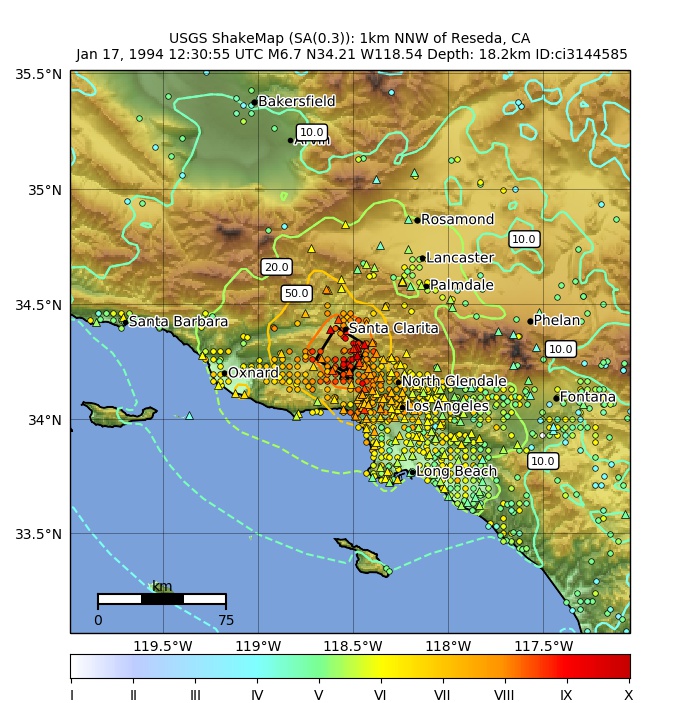 USGS ShakeMap (SA(0.3)): 1km NNW of Reseda, CA
Jan 17, 1994 12:30:55 UTC M6.7 N34.21 W118.54 Depth: 18.2km ID:ci3144585
35.5°N
Bakersfield
10.0
Arvin
35°N
Rosamond
10.0
Lancaster
20.0
Palmdale
50.0
34.5°N
Santa Barbara
Phelan
Santa Clarita
10.0
Oxnard
North Glendale
Fontana
Los Angeles
34°N
10.0
Long Beach
33.5°N
km
0 75
119.5°W 119°W 118.5°W 118°W 117.5°W
I II III IV V VI VII VIII IX X